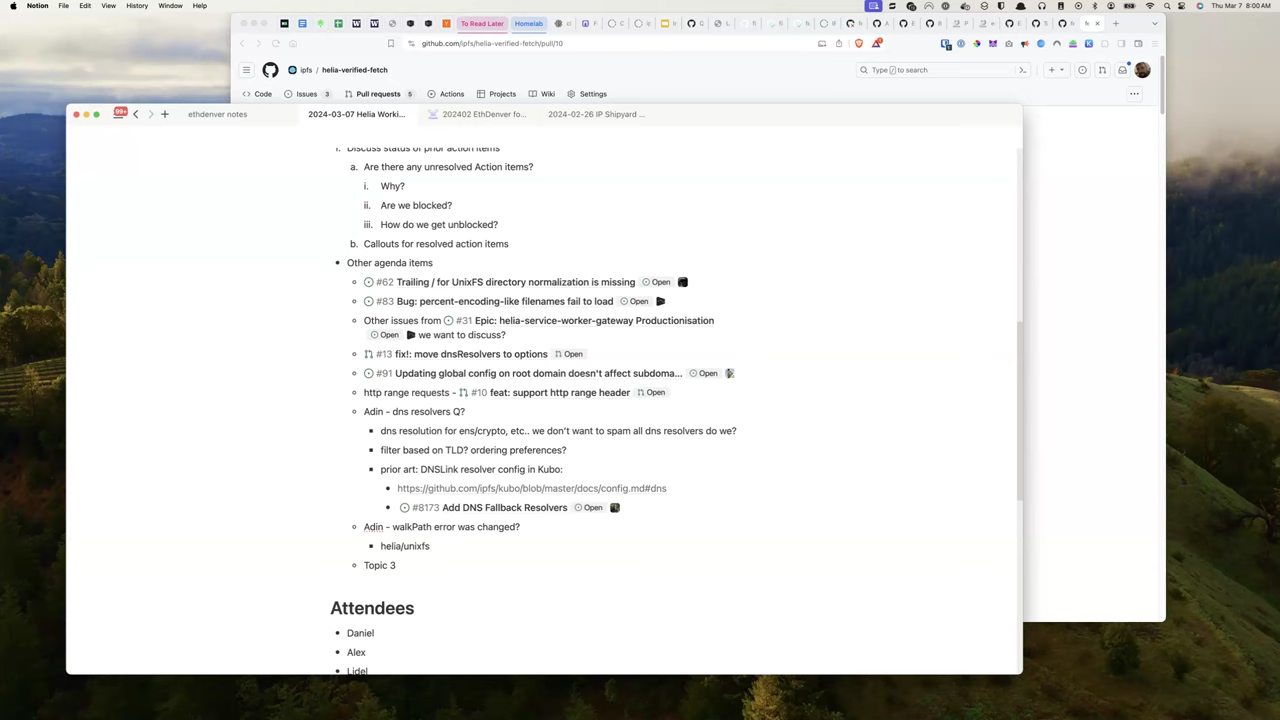 Notion File Edit View History Window Help
Thu Mar 7 8:00 AM
To Read Later Homelab
github.com/ipfs/helia-verified-fetch/pull/10
ipfs / helia-verified-fetch
Type / to search
Code Issues 3 Pull requests 5 Actions Projects Wiki Settings
99+ ethdenver notes 2024-03-07 Helia Worki... 202402 EthDenver fo... 2024-02-26 IP Shipyard ...
i. Discuss status of prior action items
a. Are there any unresolved Action items?
i. Why?
ii. Are we blocked?
iii. How do we get unblocked?
b. Callouts for resolved action items
• Other agenda items
#62 Trailing / for UnixFS directory normalization is missing Open
#83 Bug: percent-encoding-like filenames fail to load Open
Other issues from #31 Epic: helia-service-worker-gateway Productionisation
Open we want to discuss?
#13 fix!: move dnsResolvers to options Open
#91 Updating global config on root domain doesn't affect subdoma... Open
http range requests - #10 feat: support http range header Open
Adin - dns resolvers Q?
dns resolution for ens/crypto, etc.. we don't want to spam all dns resolvers do we?
filter based on TLD? ordering preferences?
prior art: DNSLink resolver config in Kubo:
https://github.com/ipfs/kubo/blob/master/docs/config.md#dns
#8173 Add DNS Fallback Resolvers Open
Adin - walkPath error was changed?
helia/unixfs
Topic 3
Attendees
• Daniel
• Alex
• Lidel